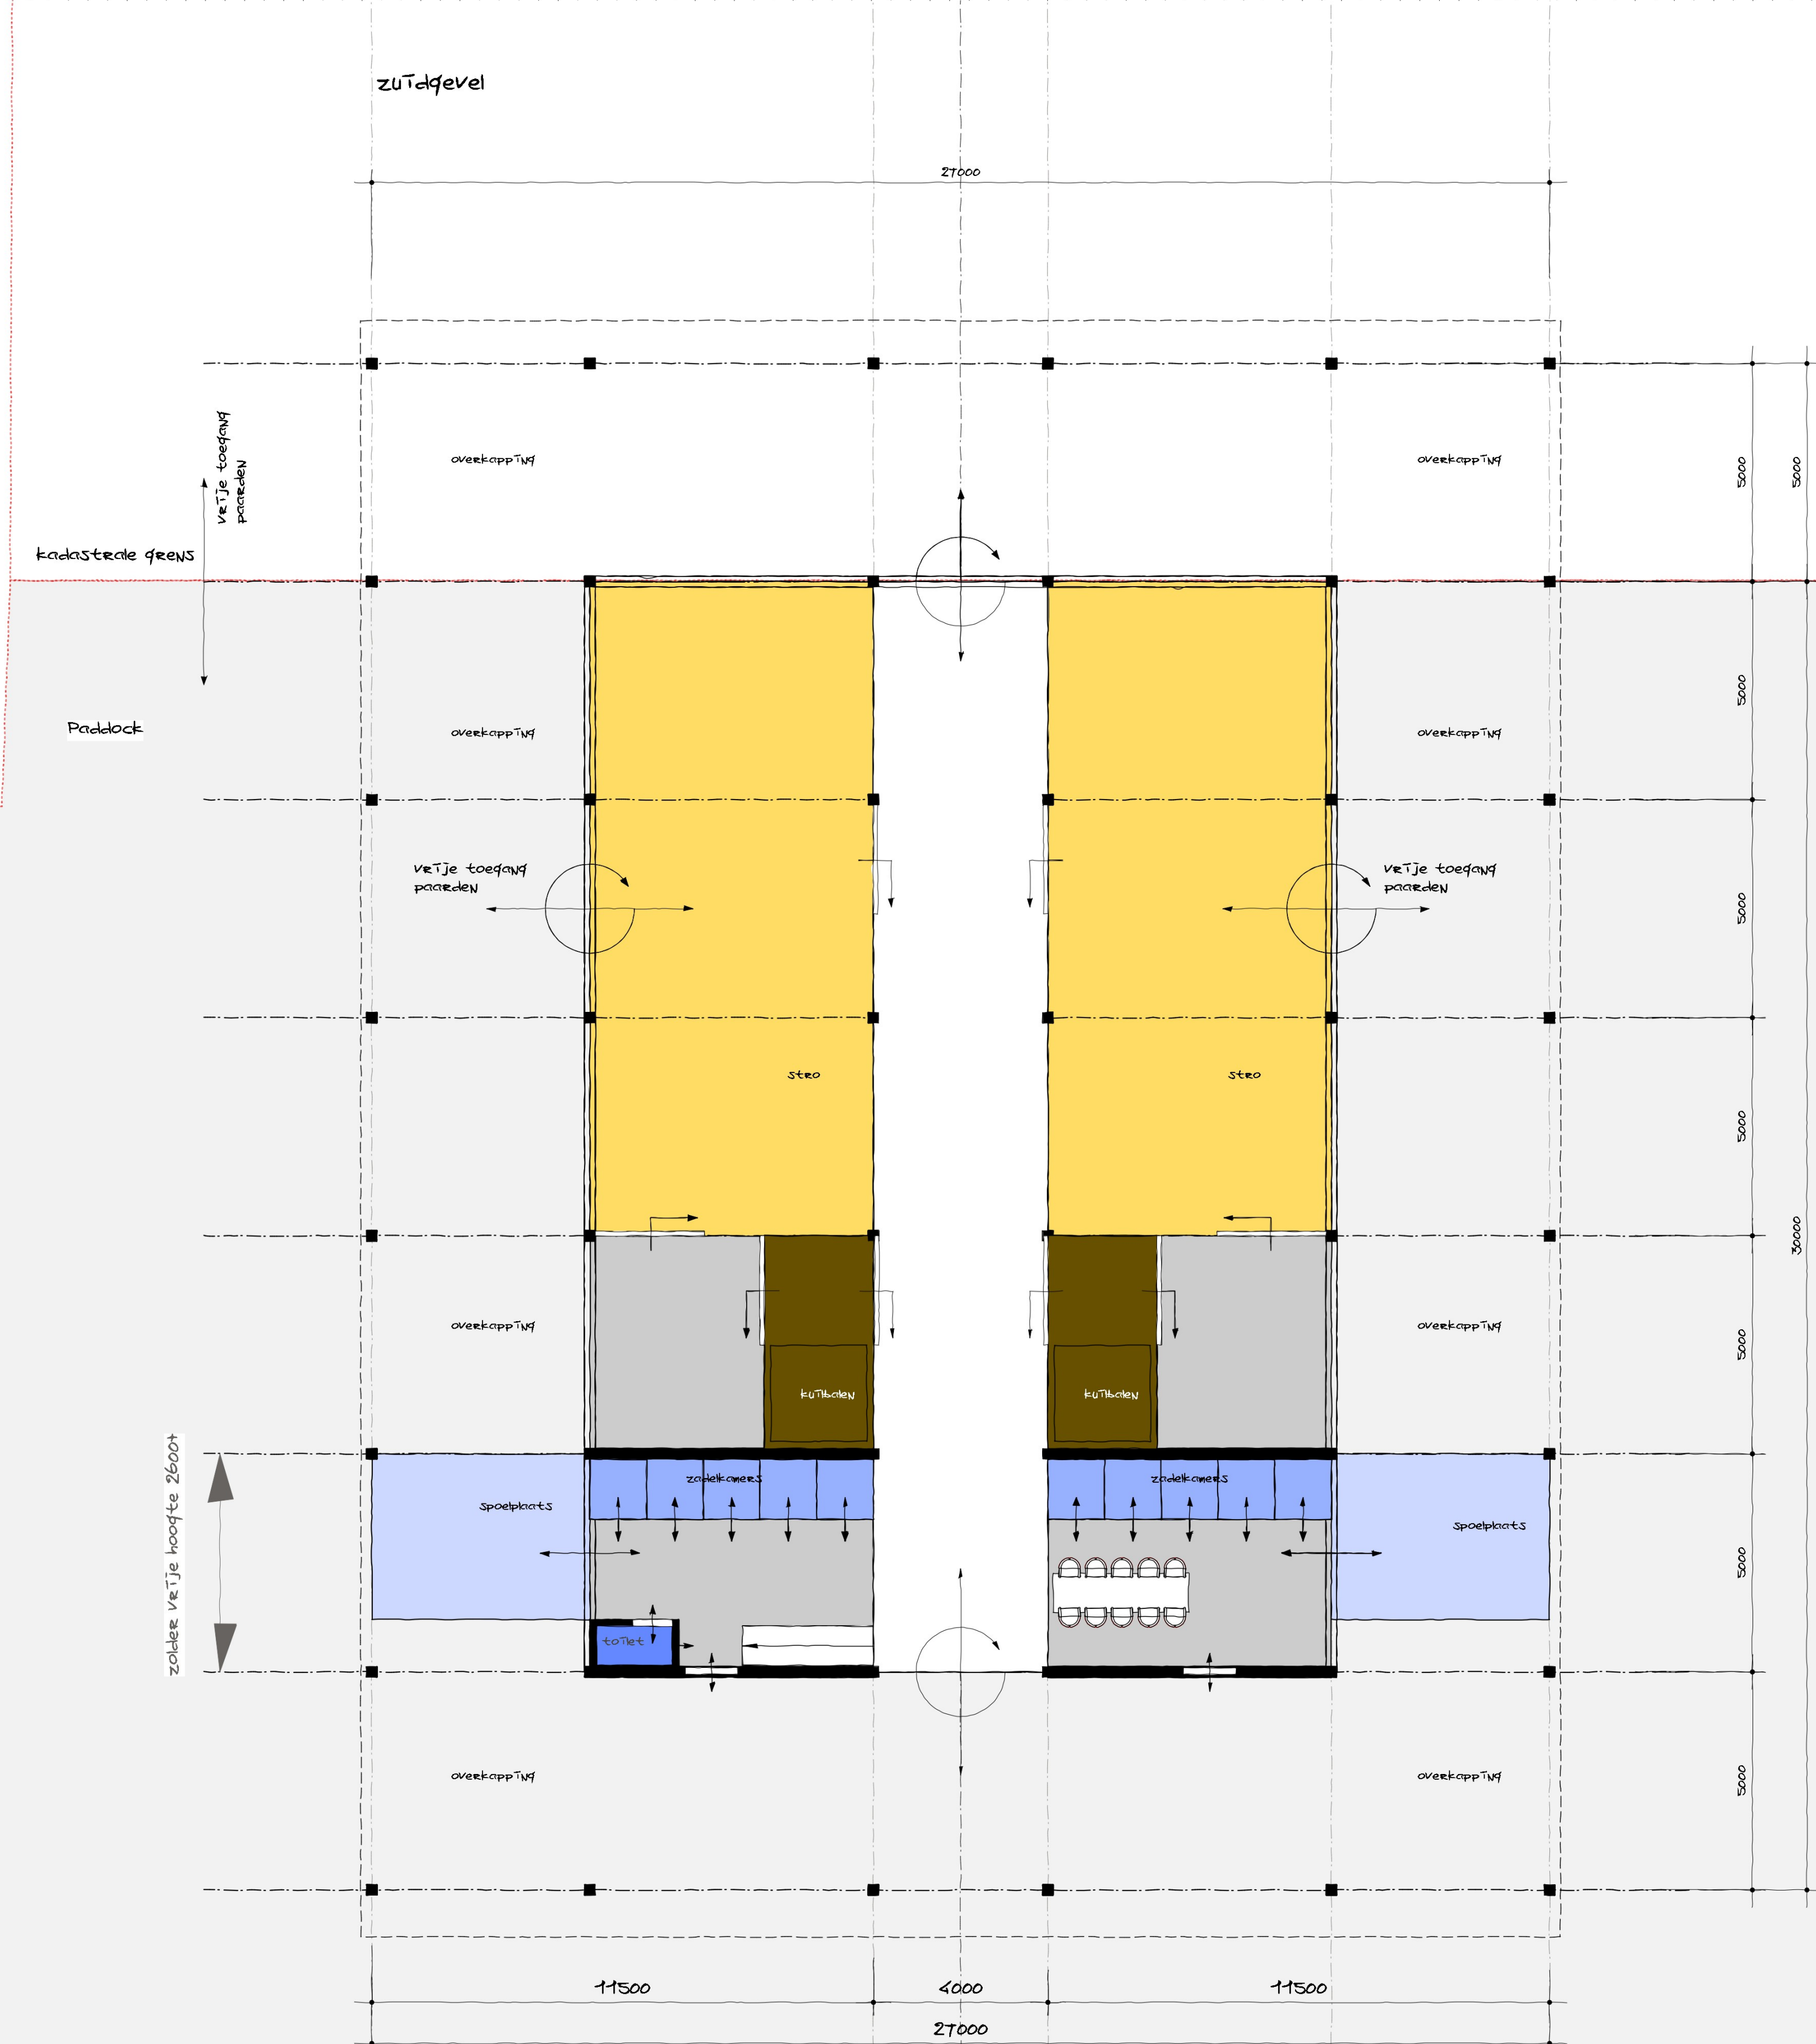 zuidgevel
27000
overkapping
overkapping
vrije toegang
paarden
5000
5000
kadastrale grens
5000
Paddock
overkapping
overkapping
vrije toegang
paarden
vrije toegang
paarden
5000
stro
stro
5000
30000
overkapping
overkapping
5000
kuilbalen
kuilbalen
zolder vrije hoogte 2600+
zadelkamers
zadelkamers
spoelplaats
spoelplaats
5000
toilet
overkapping
overkapping
5000
11500
4000
11500
27000